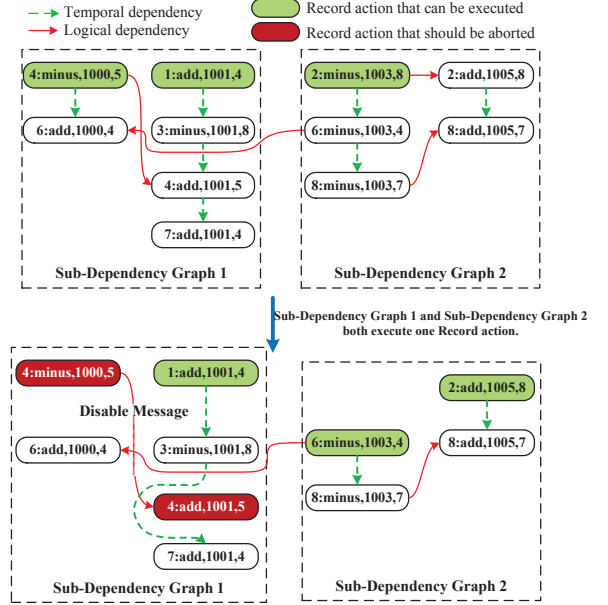 Temporal dependency
Record action that can be executed
Logical dependency
Record action that should be aborted
4:minus,1000,5
1:add,1001,4
6:add,1000,4
3:minus,1001,8
4:add,1001,5
7:add,1001,4
Sub-Dependency Graph 1
2:minus,1003,8
2:add,1005,8
6:minus,1003,4
8:add,1005,7
8:minus,1003,7
Sub-Dependency Graph 2
Sub-Dependency Graph 1 and Sub-Dependency Graph 2
both execute one Record action.
4:minus,1000,5
1:add,1001,4
Disable Message
6:add,1000,4
3:minus,1001,8
4:add,1001,5
7:add,1001,4
Sub-Dependency Graph 1
2:add,1005,8
6:minus,1003,4
8:add,1005,7
8:minus,1003,7
Sub-Dependency Graph 2